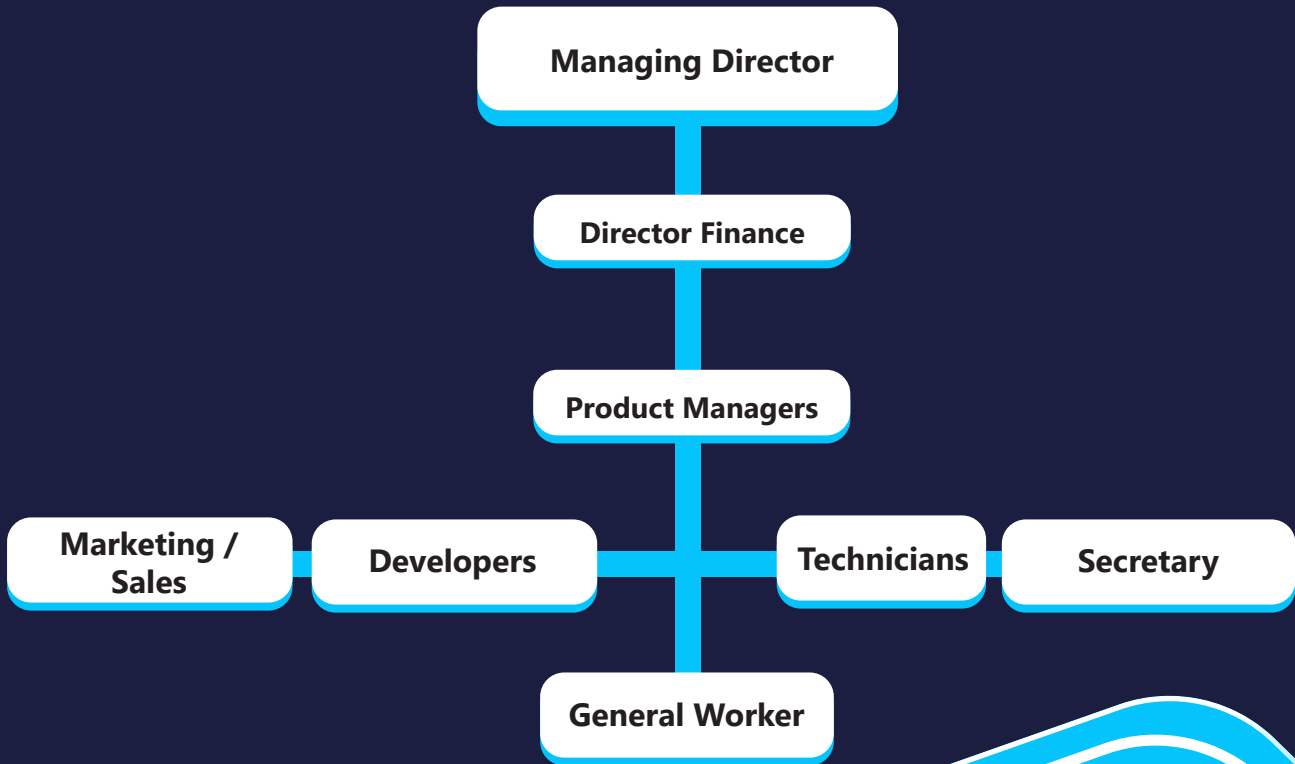 Managing Director
Director Finance
Product Managers
Marketing /
Sales
Developers
Technicians
Secretary
General Worker